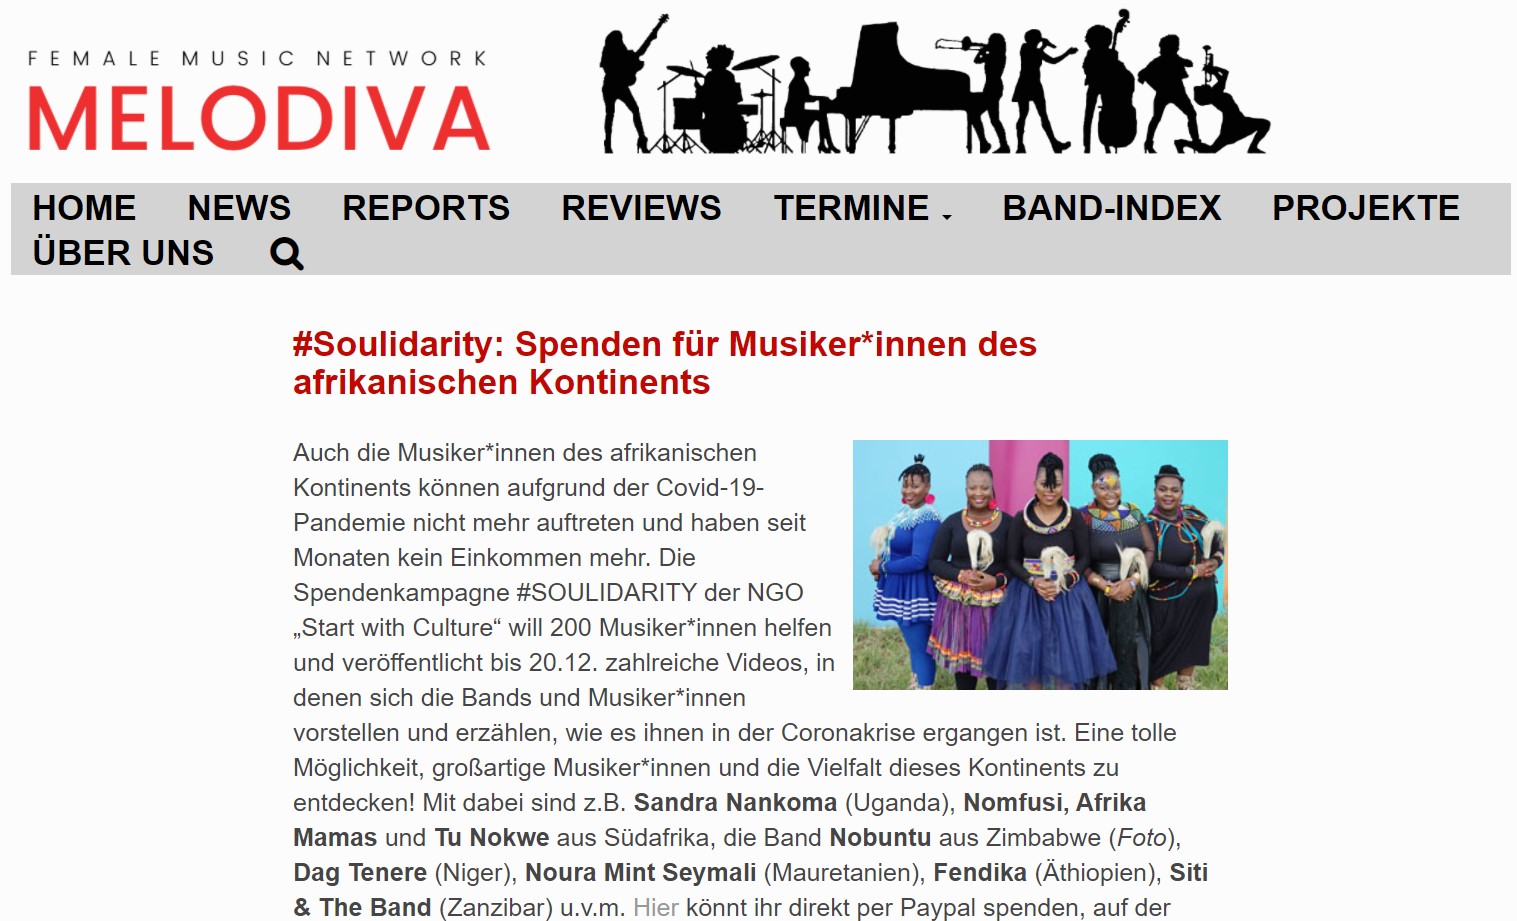 FEMALE MUSIC NETWORK
MELODIVA
HOME NEWS REPORTS REVIEWS TERMINE BAND-INDEX PROJEKTE
ÜBER UNS
#Soulidarity: Spenden für Musiker*innen des
afrikanischen Kontinents
Auch die Musiker*innen des afrikanischen
Kontinents können aufgrund der Covid-19-
Pandemie nicht mehr auftreten und haben seit
Monaten kein Einkommen mehr. Die
Spendenkampagne #SOULIDARITY der NGO
„Start with Culture“ will 200 Musiker*innen helfen
und veröffentlicht bis 20.12. zahlreiche Videos, in
denen sich die Bands und Musiker*innen
vorstellen und erzählen, wie es ihnen in der Coronakrise ergangen ist. Eine tolle
Möglichkeit, großartige Musiker*innen und die Vielfalt dieses Kontinents zu
entdecken! Mit dabei sind z.B. Sandra Nankoma (Uganda), Nomfusi, Afrika
Mamas und Tu Nokwe aus Südafrika, die Band Nobuntu aus Zimbabwe (Foto),
Dag Tenere (Niger), Noura Mint Seymali (Mauretanien), Fendika (Äthiopien), Siti
& The Band (Zanzibar) u.v.m. Hier könnt ihr direkt per Paypal spenden, auf der